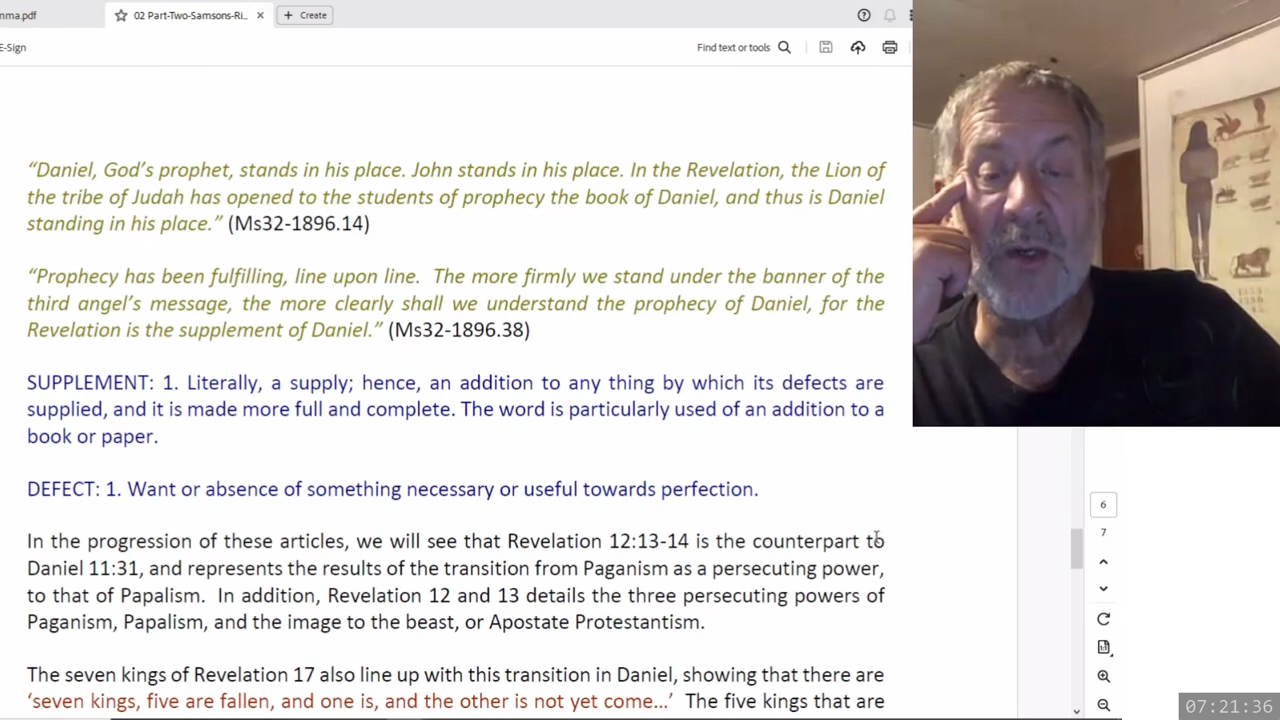 mma.pdf
02 Part-Two-Samsons-Ri...
Create
E-Sign
Find text or tools
“Daniel, God’s prophet, stands in his place. John stands in his place. In the Revelation, the Lion of
the tribe of Judah has opened to the students of prophecy the book of Daniel, and thus is Daniel
standing in his place.” (Ms32-1896.14)
“Prophecy has been fulfilling, line upon line.  The more firmly we stand under the banner of the
third angel’s message, the more clearly shall we understand the prophecy of Daniel, for the
Revelation is the supplement of Daniel.” (Ms32-1896.38)
SUPPLEMENT: 1. Literally, a supply; hence, an addition to any thing by which its defects are
supplied, and it is made more full and complete. The word is particularly used of an addition to a
book or paper.
DEFECT: 1. Want or absence of something necessary or useful towards perfection.
In the progression of these articles, we will see that Revelation 12:13-14 is the counterpart to
Daniel 11:31, and represents the results of the transition from Paganism as a persecuting power,
to that of Papalism.  In addition, Revelation 12 and 13 details the three persecuting powers of
Paganism, Papalism, and the image to the beast, or Apostate Protestantism.
The seven kings of Revelation 17 also line up with this transition in Daniel, showing that there are
‘seven kings, five are fallen, and one is, and the other is not yet come...’  The five kings that are
6
7
07:21:36